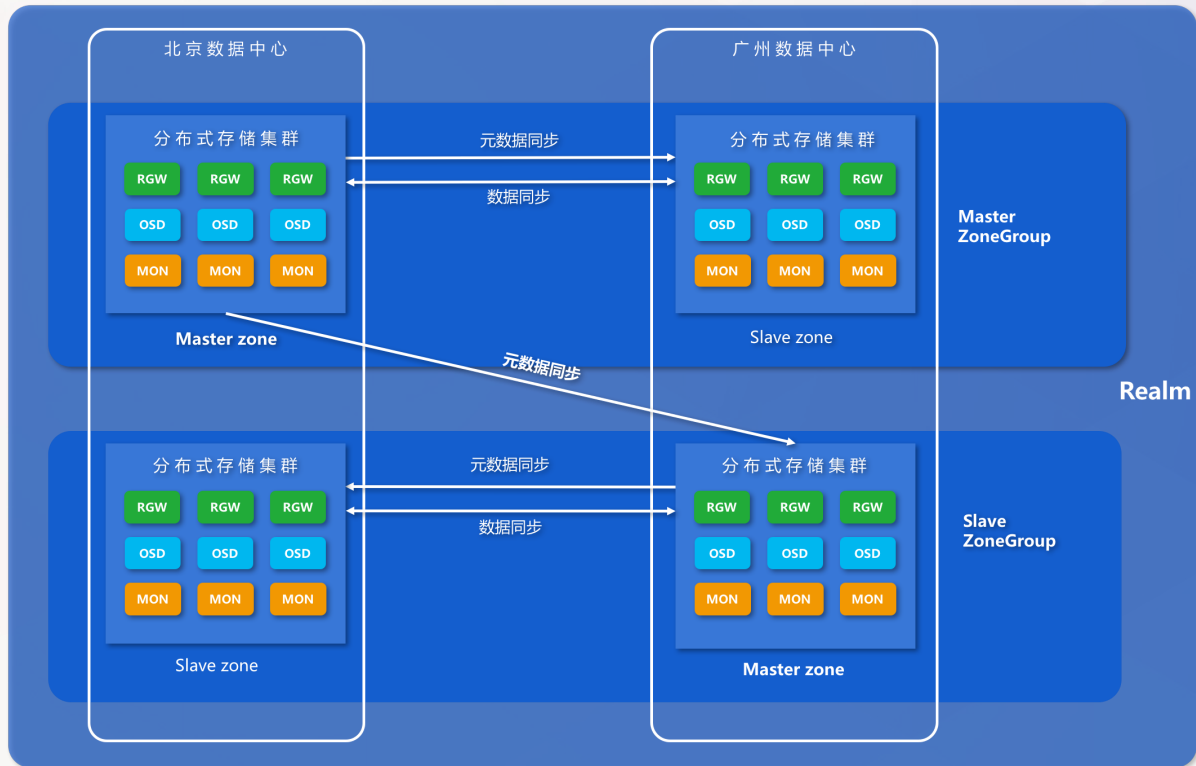 北京数据中心
广州数据中心
分布式存储集群
RGW RGW RGW
OSD OSD OSD
MON MON MON
Master zone
元数据同步
数据同步
分布式存储集群
RGW RGW RGW
OSD OSD OSD
MON MON MON
Slave zone
Master
ZoneGroup
元数据同步
Realm
分布式存储集群
RGW RGW RGW
OSD OSD OSD
MON MON MON
Slave zone
元数据同步
数据同步
分布式存储集群
RGW RGW RGW
OSD OSD OSD
MON MON MON
Master zone
Slave
ZoneGroup